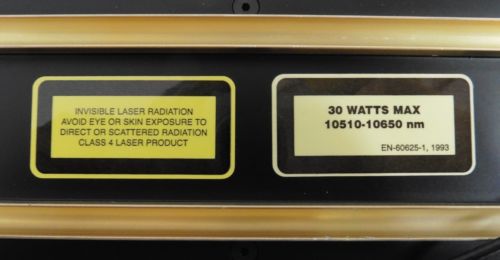 INVISIBLE LASER RADIATION
AVOID EYE OR SKIN EXPOSURE TO
DIRECT OR SCATTERED RADIATION
CLASS 4 LASER PRODUCT
30 WATTS MAX
10510-10650 nm
EN-60625-1, 1993